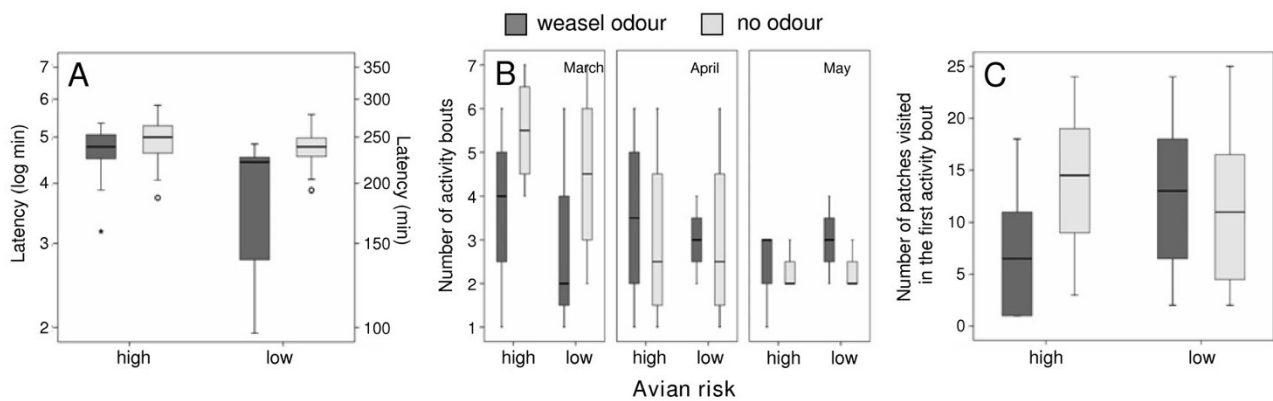 weasel odour no odour
A
7
6
5
4
3
2
Latency (log min)
350
300
250
200
150
100
Latency (min)
high low
B
March April May
7
6
5
4
3
2
1
Number of activity bouts
high low high low high low
Avian risk
C
25
20
15
10
5
0
Number of patches visited
in the first activity bout
high low